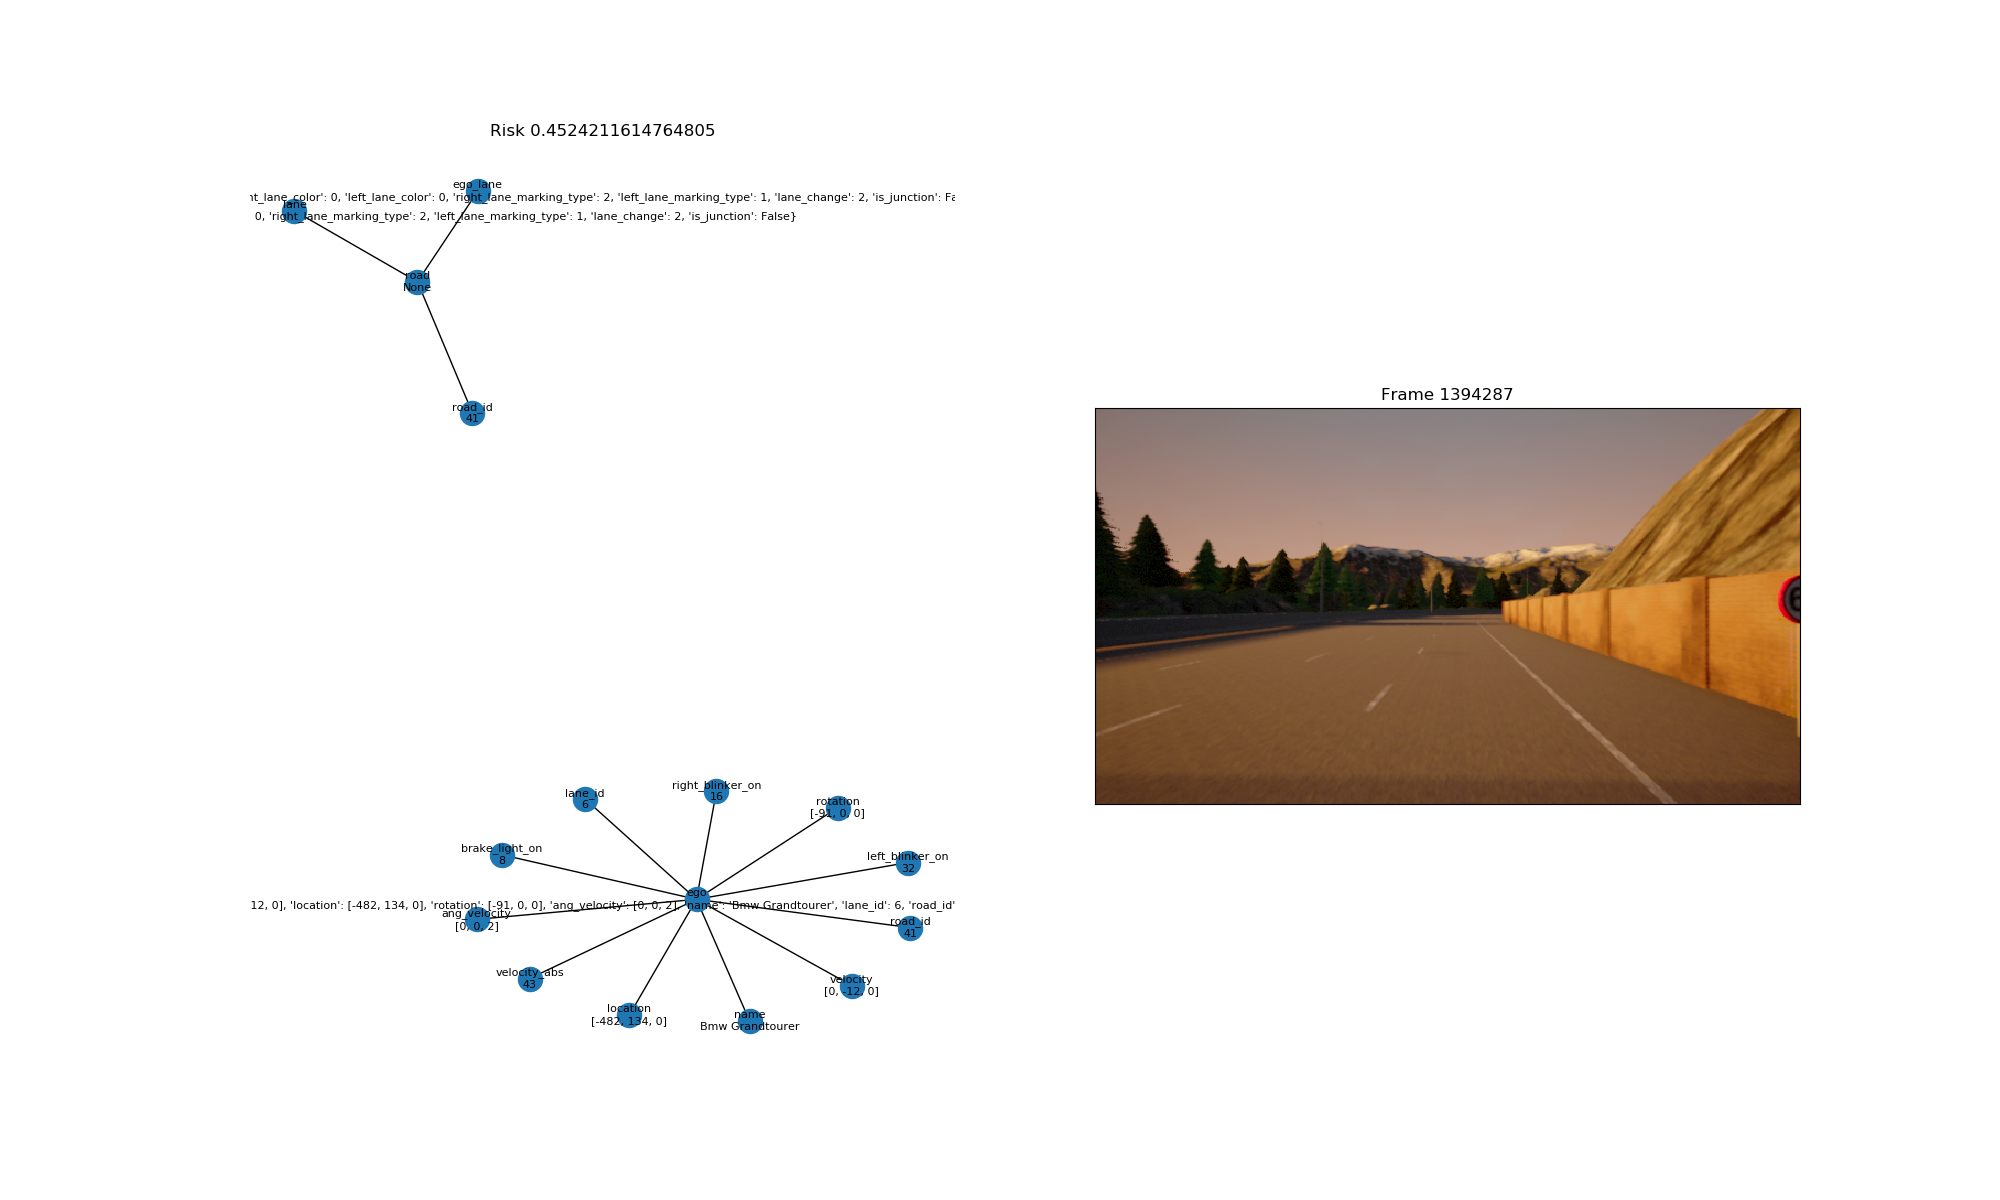 Risk 0.4524211614764805
ego_lane
ht_lane_color': 0, 'left_lane_color': 0, 'right_lane_marking_type': 2, 'left_lane_marking_type': 1, 'lane_change': 2, 'is_junction': Fa
lane
0, 'right_lane_marking_type': 2, 'left_lane_marking_type': 1, 'lane_change': 2, 'is_junction': False}
road
None
road_id
41
Frame 1394287
right_blinker_on
16
lane_id
6
rotation
[-91, 0, 0]
brake_light_on
8
left_blinker_on
32
ego
12, 0], 'location': [-482, 134, 0], 'rotation': [-91, 0, 0], 'ang_velocity': [0, 0, 2], 'name': 'Bmw Grandtourer', 'lane_id': 6, 'road_id'
ang_velocity
[0, 0, 2]
road_id
41
velocity_abs
43
velocity
[0, -12, 0]
location
[-482, 134, 0]
name
Bmw Grandtourer